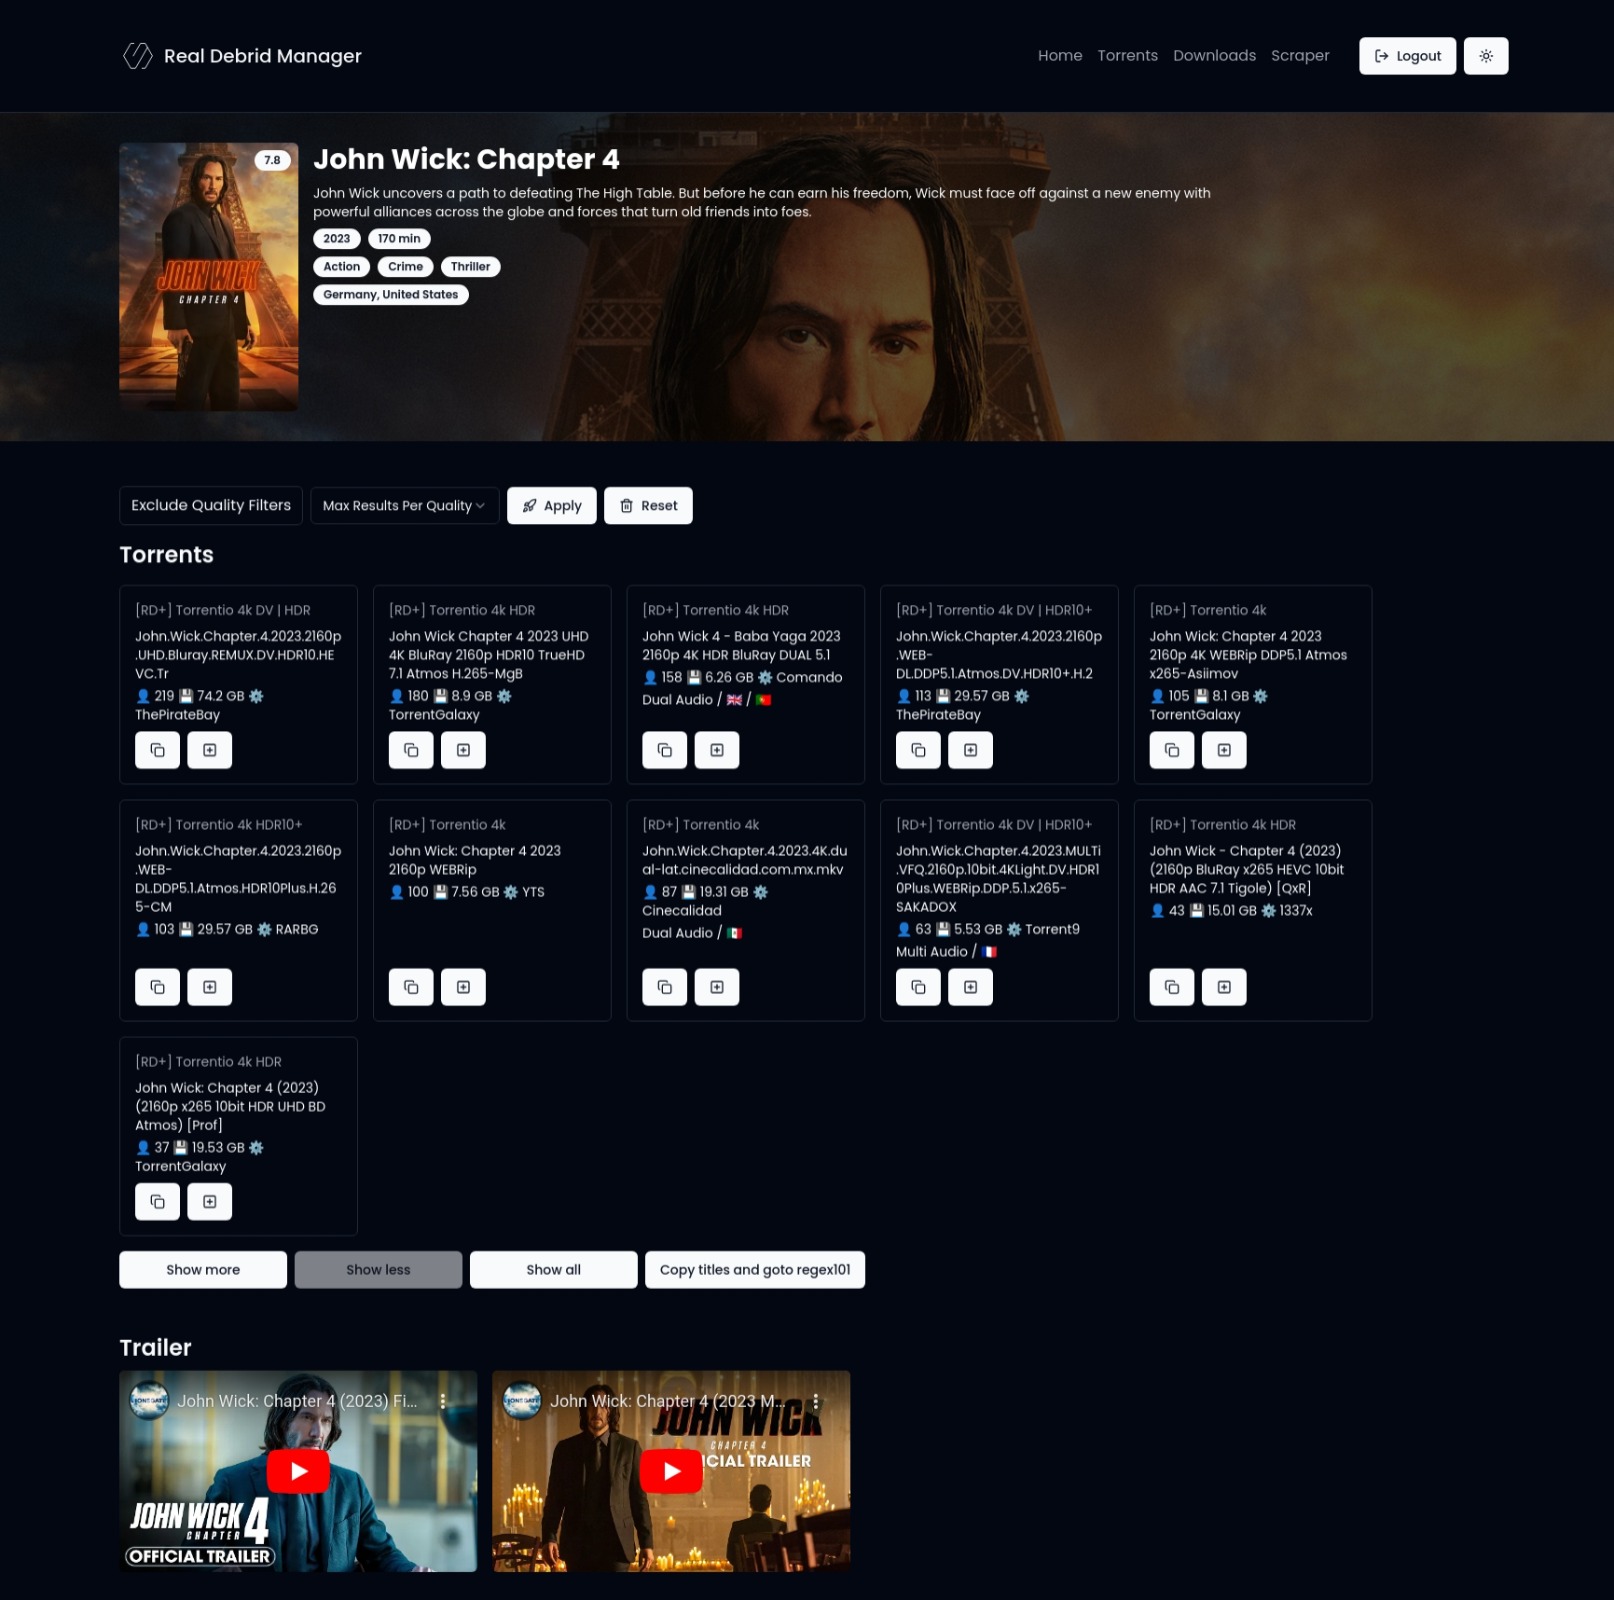 Real Debrid Manager
Home Torrents Downloads Scraper Logout
7.8
JOHN WICK
CHAPTER 4
John Wick: Chapter 4
John Wick uncovers a path to defeating The High Table. But before he can earn his freedom, Wick must face off against a new enemy with
powerful alliances across the globe and forces that turn old friends into foes.
2023 170 min
Action Crime Thriller
Germany, United States
Exclude Quality Filters Max Results Per Quality Apply Reset
Torrents
[RD+] Torrentio 4k DV | HDR
John.Wick.Chapter.4.2023.2160p
.UHD.Bluray.REMUX.DV.HDR10.HE
VC.Tr
👤 219 💾 74.2 GB ⚙️
ThePirateBay
[RD+] Torrentio 4k HDR
John Wick Chapter 4 2023 UHD
4K BluRay 2160p HDR10 TrueHD
7.1 Atmos H.265-MgB
👤 180 💾 8.9 GB ⚙️
TorrentGalaxy
[RD+] Torrentio 4k HDR
John Wick 4 - Baba Yaga 2023
2160p 4K HDR BluRay DUAL 5.1
👤 158 💾 6.26 GB ⚙️ Comando
Dual Audio / 🇬🇧 / 🇵🇹
[RD+] Torrentio 4k DV | HDR10+
John.Wick.Chapter.4.2023.2160p
.WEB-
DL.DDP5.1.Atmos.DV.HDR10+.H.2
👤 113 💾 29.57 GB ⚙️
ThePirateBay
[RD+] Torrentio 4k
John Wick: Chapter 4 2023
2160p 4K WEBRip DDP5.1 Atmos
x265-Asiimov
👤 105 💾 8.1 GB ⚙️
TorrentGalaxy
[RD+] Torrentio 4k HDR10+
John.Wick.Chapter.4.2023.2160p
.WEB-
DL.DDP5.1.Atmos.HDR10Plus.H.26
5-CM
👤 103 💾 29.57 GB ⚙️ RARBG
[RD+] Torrentio 4k
John Wick: Chapter 4 2023
2160p WEBRip
👤 100 💾 7.56 GB ⚙️ YTS
[RD+] Torrentio 4k
John.Wick.Chapter.4.2023.4K.du
al-lat.cinecalidad.com.mx.mkv
👤 87 💾 19.31 GB ⚙️
Cinecalidad
Dual Audio / 🇲🇽
[RD+] Torrentio 4k DV | HDR10+
John.Wick.Chapter.4.2023.MULTi
.VFQ.2160p.10bit.4KLight.DV.HDR1
0Plus.WEBRip.DDP.5.1.x265-
SAKADOX
👤 63 💾 5.53 GB ⚙️ Torrent9
Multi Audio / 🇫🇷
[RD+] Torrentio 4k HDR
John Wick - Chapter 4 (2023)
(2160p BluRay x265 HEVC 10bit
HDR AAC 7.1 Tigole) [QxR]
👤 43 💾 15.01 GB ⚙️ 1337x
[RD+] Torrentio 4k HDR
John Wick: Chapter 4 (2023)
(2160p x265 10bit HDR UHD BD
Atmos) [Prof]
👤 37 💾 19.53 GB ⚙️
TorrentGalaxy
Show more Show less Show all Copy titles and goto regex101
Trailer
LIONSGATE
John Wick: Chapter 4 (2023) Fi...
JOHN WICK 4
CHAPTER
OFFICIAL TRAILER
LIONSGATE
John Wick: Chapter 4 (2023 M...
JOHN WICK
CHAPTER 4
ICIAL TRAILER